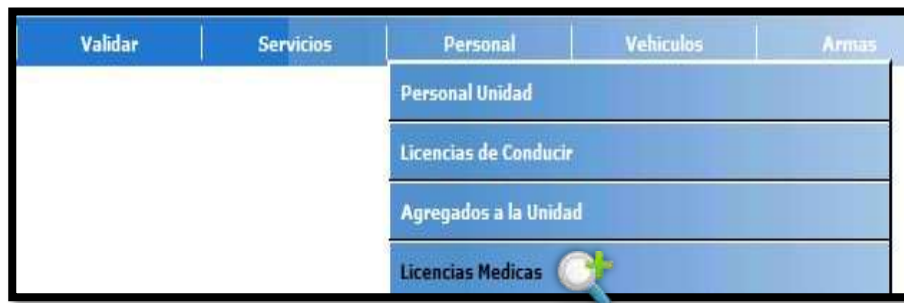 Validar Servicios Personal Vehiculos Armas
Personal Unidad
Licencias de Conducir
Agregados a la Unidad
Licencias Medicas